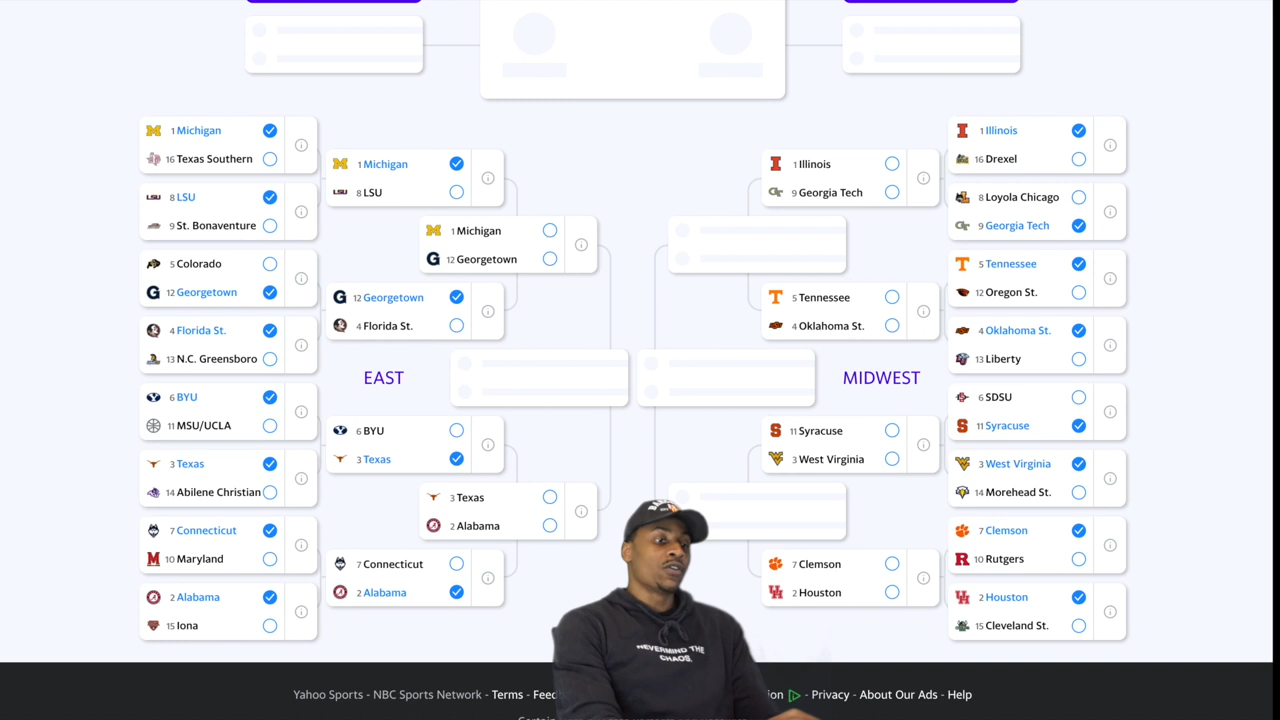 1 Michigan
16 Texas Southern
8 LSU
9 St. Bonaventure
5 Colorado
12 Georgetown
4 Florida St.
13 N.C. Greensboro
6 BYU
11 MSU/UCLA
3 Texas
14 Abilene Christian
7 Connecticut
10 Maryland
2 Alabama
15 Iona
1 Michigan
8 LSU
12 Georgetown
4 Florida St.
6 BYU
3 Texas
7 Connecticut
2 Alabama
1 Michigan
12 Georgetown
3 Texas
2 Alabama
EAST
MIDWEST
1 Illinois
9 Georgia Tech
5 Tennessee
4 Oklahoma St.
11 Syracuse
3 West Virginia
7 Clemson
2 Houston
1 Illinois
16 Drexel
8 Loyola Chicago
9 Georgia Tech
5 Tennessee
12 Oregon St.
4 Oklahoma St.
13 Liberty
6 SDSU
11 Syracuse
3 West Virginia
14 Morehead St.
7 Clemson
10 Rutgers
2 Houston
15 Cleveland St.
NEVERMIND THE
CHAOS.
Yahoo Sports - NBC Sports Network - Terms - Feedb ion - Privacy - About Our Ads - Help